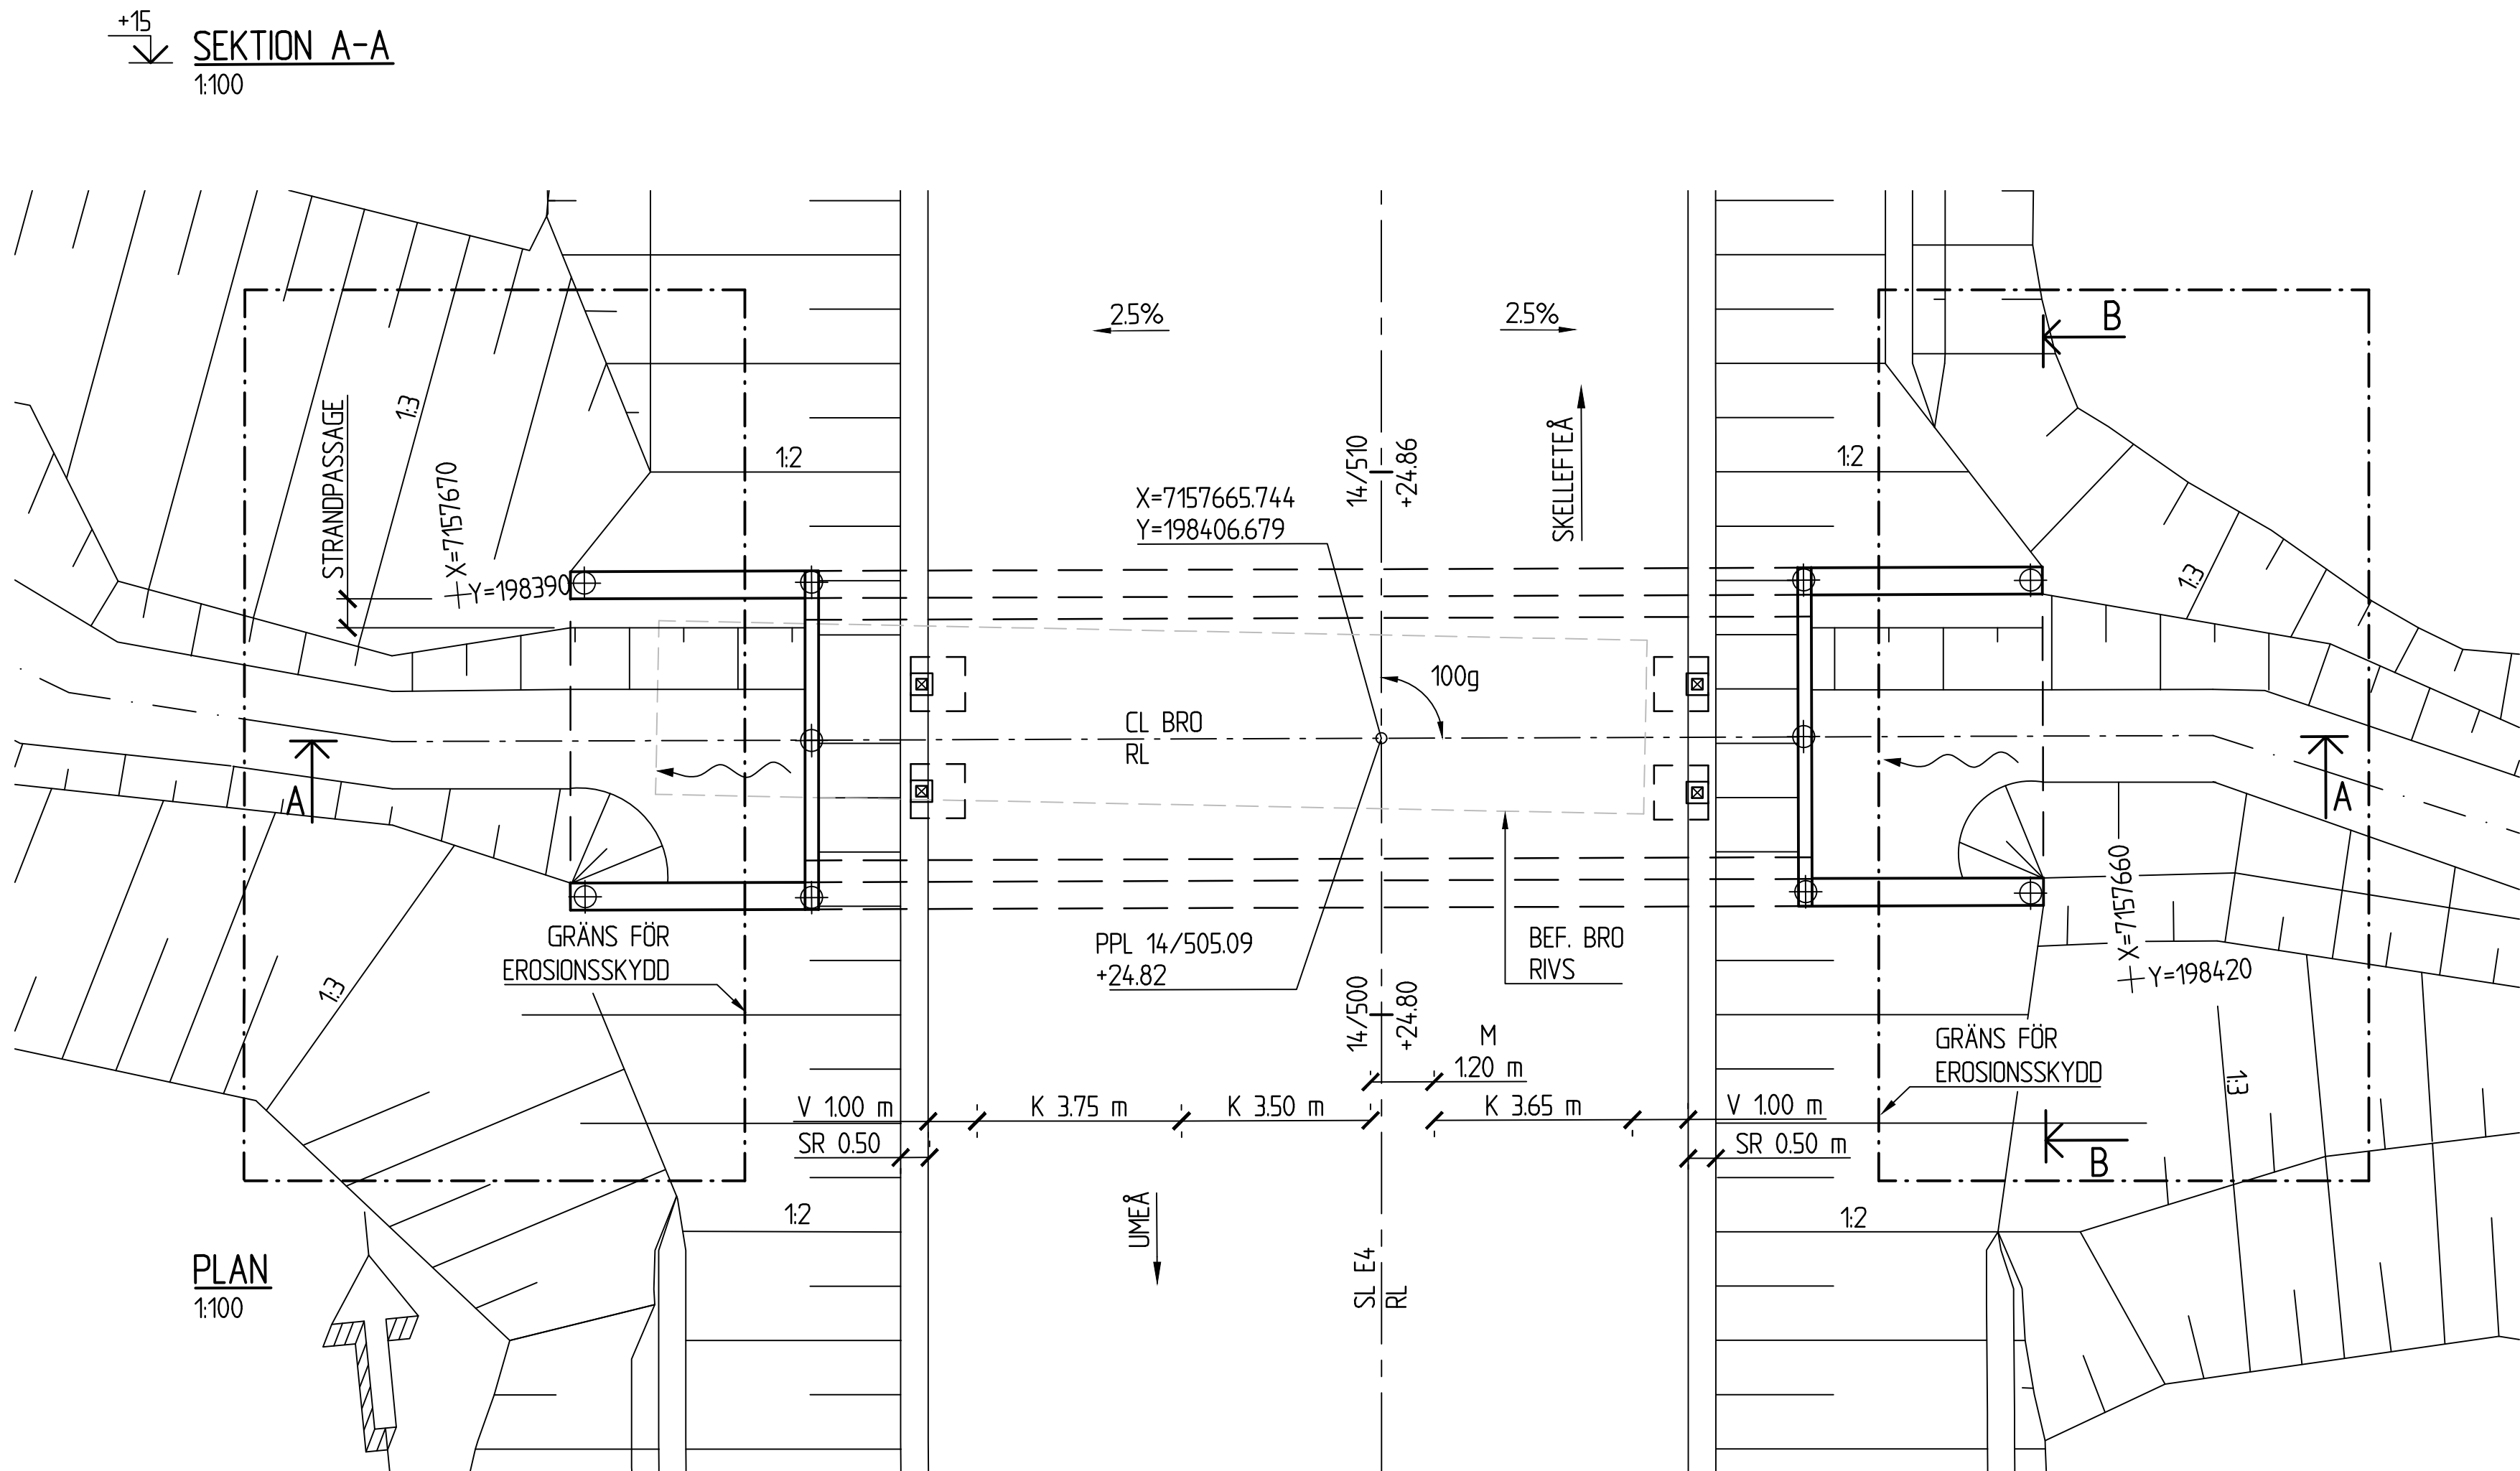 +15
SEKTION A-A
1:100
2.5%
2.5%
B
STRANDPASSAGE
1:3
X=7157670
Y=198390
1:2
X=7157665.744
Y=198406.679
14/510
+24.86
SKELLEFTEÅ
1:2
1:3
100g
CL BRO
RL
A
A
GRÄNS FÖR
EROSIONSSKYDD
1:3
PPL 14/505.09
+24.82
BEF. BRO
RIVS
X=7157660
Y=198420
14/500
+24.80
GRÄNS FÖR
EROSIONSSKYDD
1:3
M
1.20 m
V 1.00 m
K 3.75 m
K 3.50 m
K 3.65 m
V 1.00 m
SR 0.50
SR 0.50 m
B
UMEÅ
1:2
1:2
SL E4
RL
PLAN
1:100